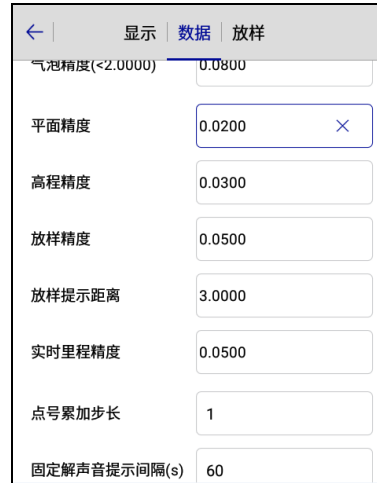 显示 数据 放样
气泡精度(<2.0000) 0.0800
平面精度 0.0200
高程精度 0.0300
放样精度 0.0500
放样提示距离 3.0000
实时里程精度 0.0500
点号累加步长 1
固定解声音提示间隔(s) 60